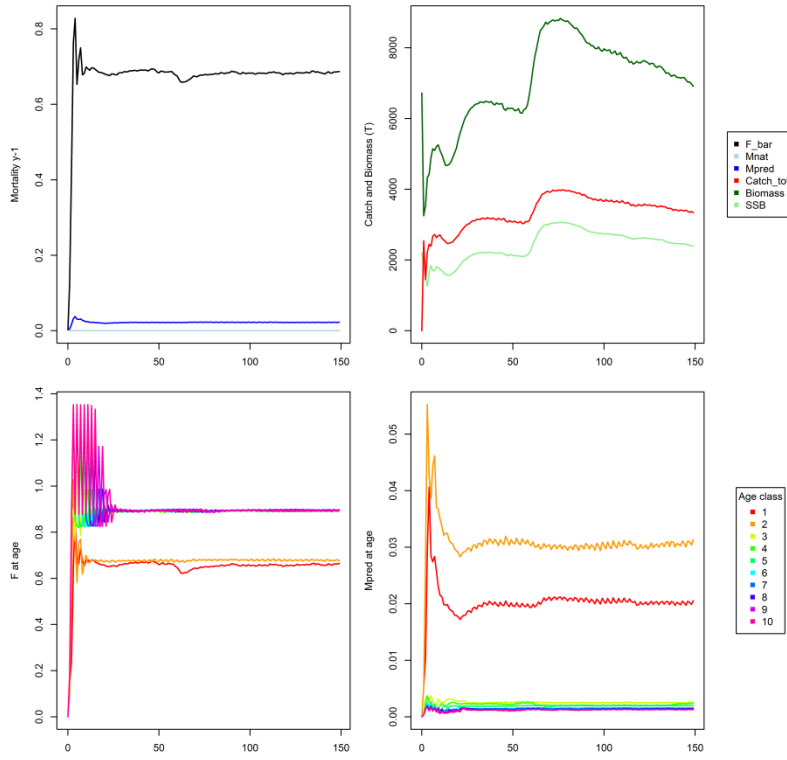 Mortality y-1
0.0 0.2 0.4 0.6 0.8
0 50 100 150
Catch and Biomass (T)
0 2000 4000 6000 8000
0 50 100 150
F_bar
Mnat
Mpred
Catch_tot
Biomass
SSB
F at age
0.0 0.2 0.4 0.6 0.8 1.0 1.2 1.4
0 50 100 150
Mpred at age
0.00 0.01 0.02 0.03 0.04 0.05
0 50 100 150
Age class
1
2
3
4
5
6
7
8
9
10